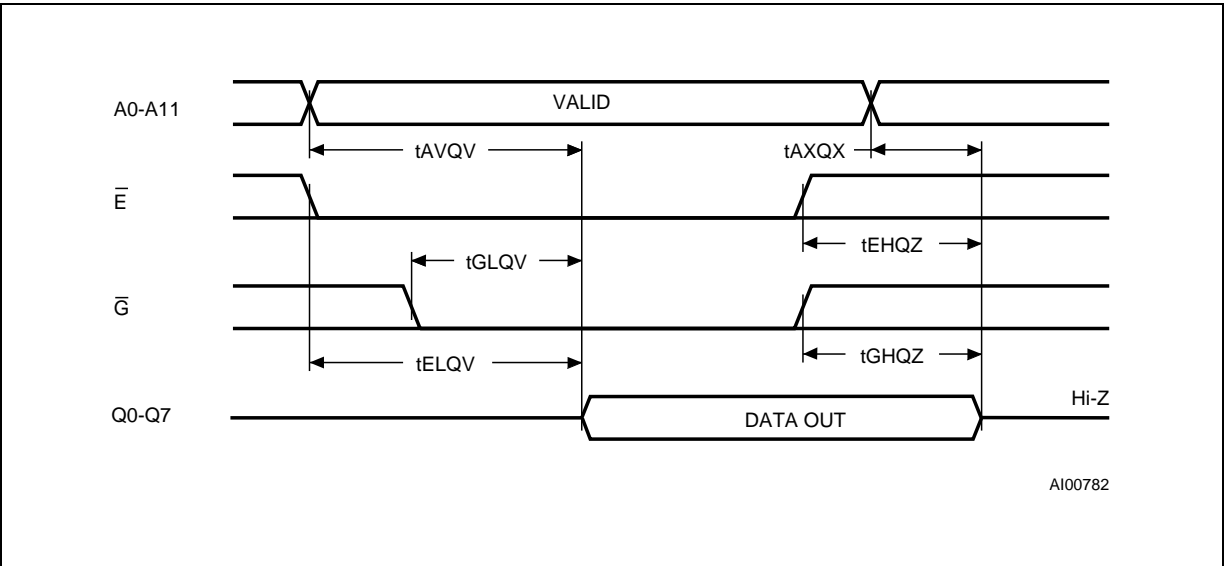 A0-A11
VALID
tAVQV
tAXQX
E̅
tEHQZ
tGLQV
G̅
tELQV
tGHQZ
Hi-Z
Q0-Q7
DATA OUT
AI00782